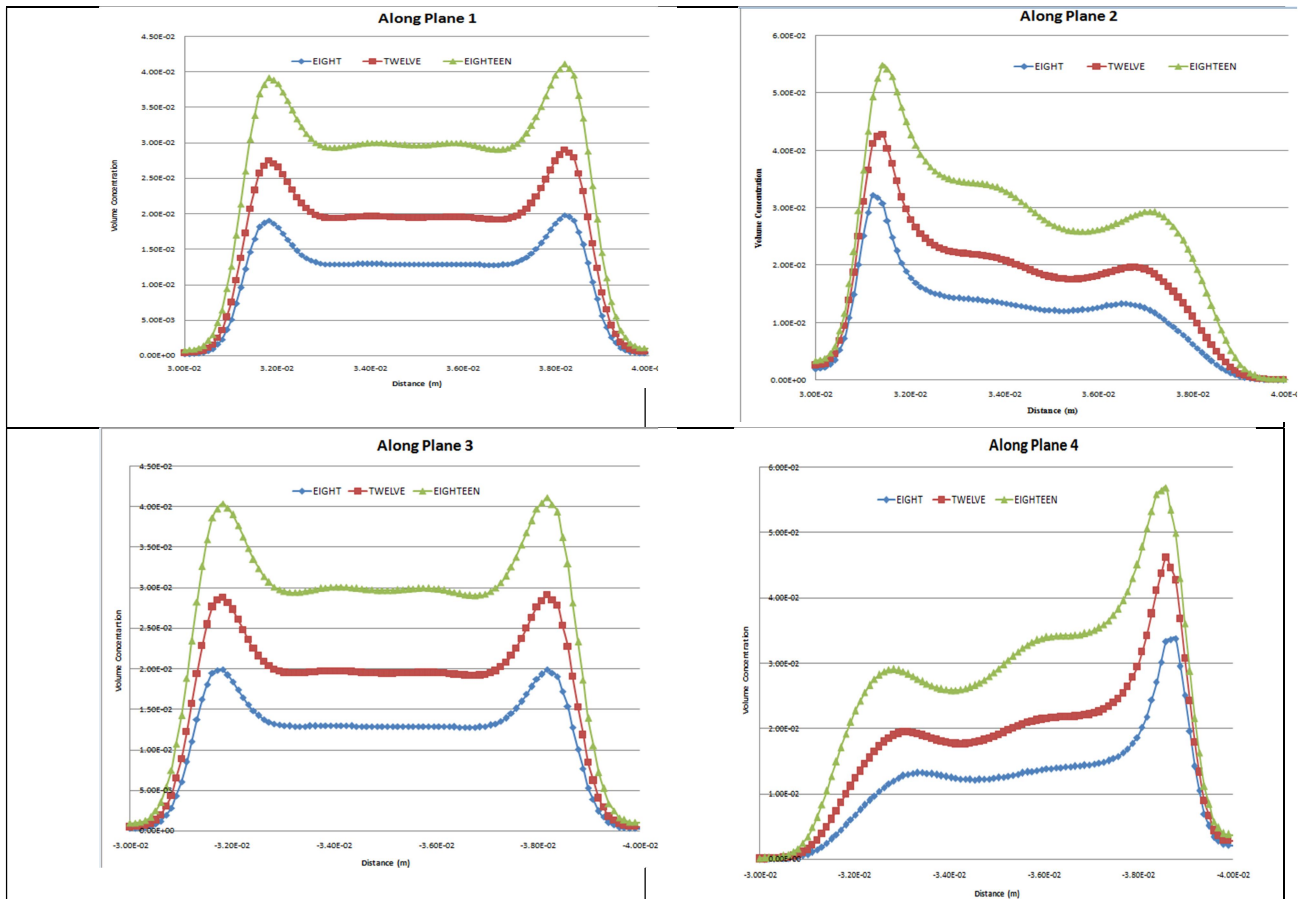 Along Plane 1
4.50E-02
EIGHT TWELVE EIGHTEEN
4.00E-02
3.50E-02
3.00E-02
2.50E-02
2.00E-02
1.50E-02
1.00E-02
5.00E-03
0.00E+00
Volume Concentration
3.00E-02 3.20E-02 3.40E-02 3.60E-02 3.80E-02 4.00E-
Distance (m)
Along Plane 2
6.00E-02
EIGHT TWELVE EIGHTEEN
5.00E-02
4.00E-02
3.00E-02
2.00E-02
1.00E-02
0.00E+00
Volume Concentration
3.00E-02 3.20E-02 3.40E-02 3.60E-02 3.80E-02 4.00E-
Distance (m)
Along Plane 3
4.50E-02
EIGHT TWELVE EIGHTEEN
4.00E-02
3.50E-02
3.00E-02
2.50E-02
2.00E-02
1.50E-02
1.00E-02
5.00E-03
0.00E+00
Volume Concentartion
-3.00E-02 -3.20E-02 -3.40E-02 -3.60E-02 -3.80E-02 -4.00E-02
Distance (m)
Along Plane 4
6.00E-02
EIGHT TWELVE EIGHTEEN
5.00E-02
4.00E-02
3.00E-02
2.00E-02
1.00E-02
0.00E+00
Volume Concentration
-3.00E-02 -3.20E-02 -3.40E-02 -3.60E-02 -3.80E-02 -4.00E-02
Distance (m)